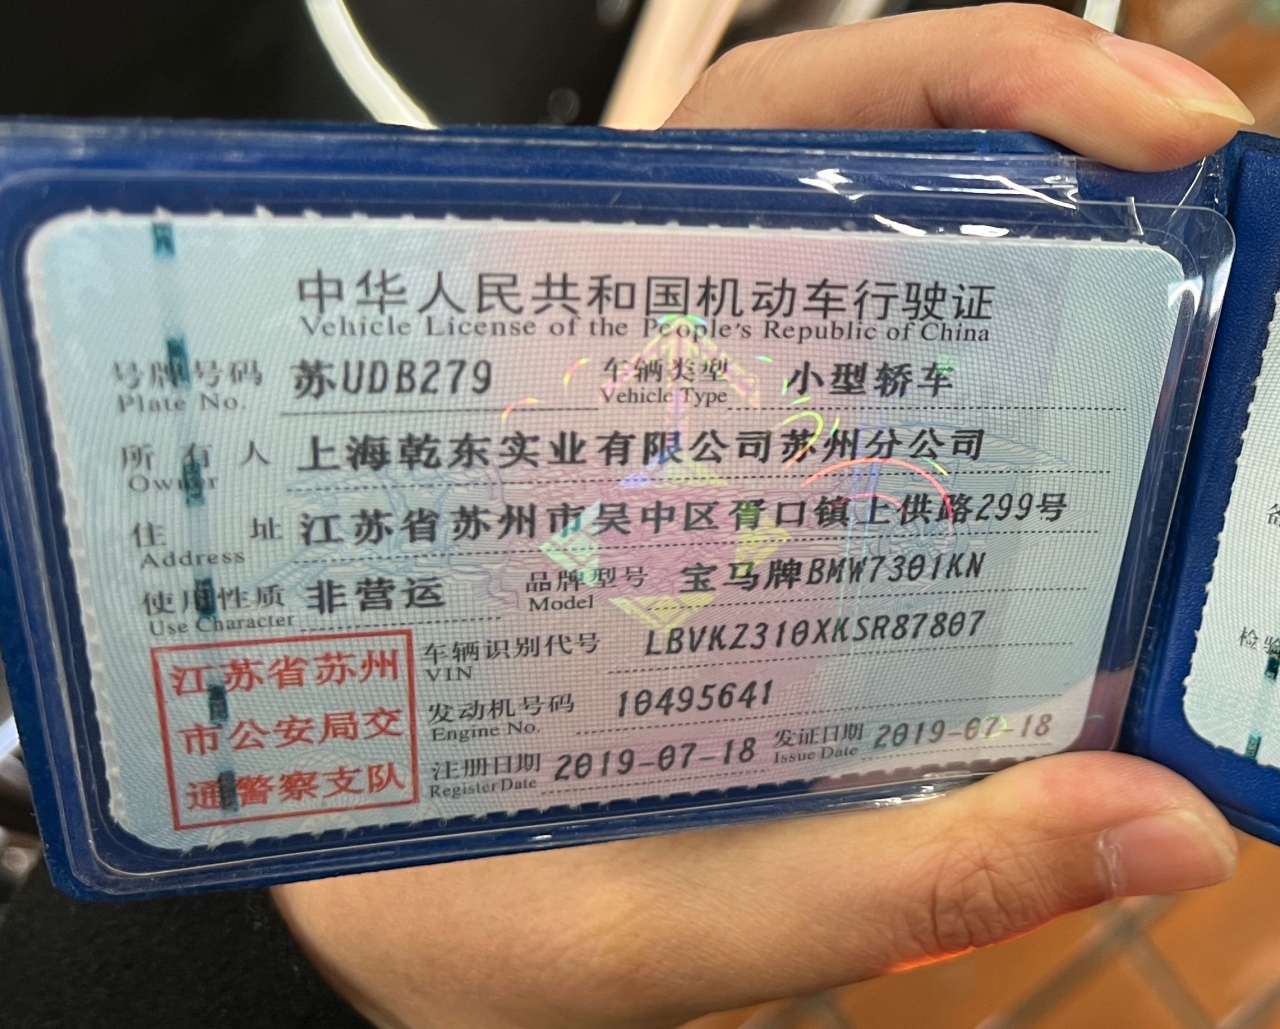 中华人民共和国机动车行驶证
Vehicle License of the People's Republic of China
号牌号码 苏UDB279 车辆类型 小型轿车
Plate No. Vehicle Type
所有人 上海乾东实业有限公司苏州分公司
Owner
住址 江苏省苏州市吴中区胥口镇上供路299号
Address
使用性质 非营运 品牌型号 宝马牌BMW7301KN
Use Character Model
江苏省苏州
市公安局交
通警察支队
车辆识别代号 LBVKZ310XKSR87807
VIN
发动机号码 10495641
Engine No.
注册日期 2019-07-18 发证日期 2019-07-18
Register Date Issue Date
检验